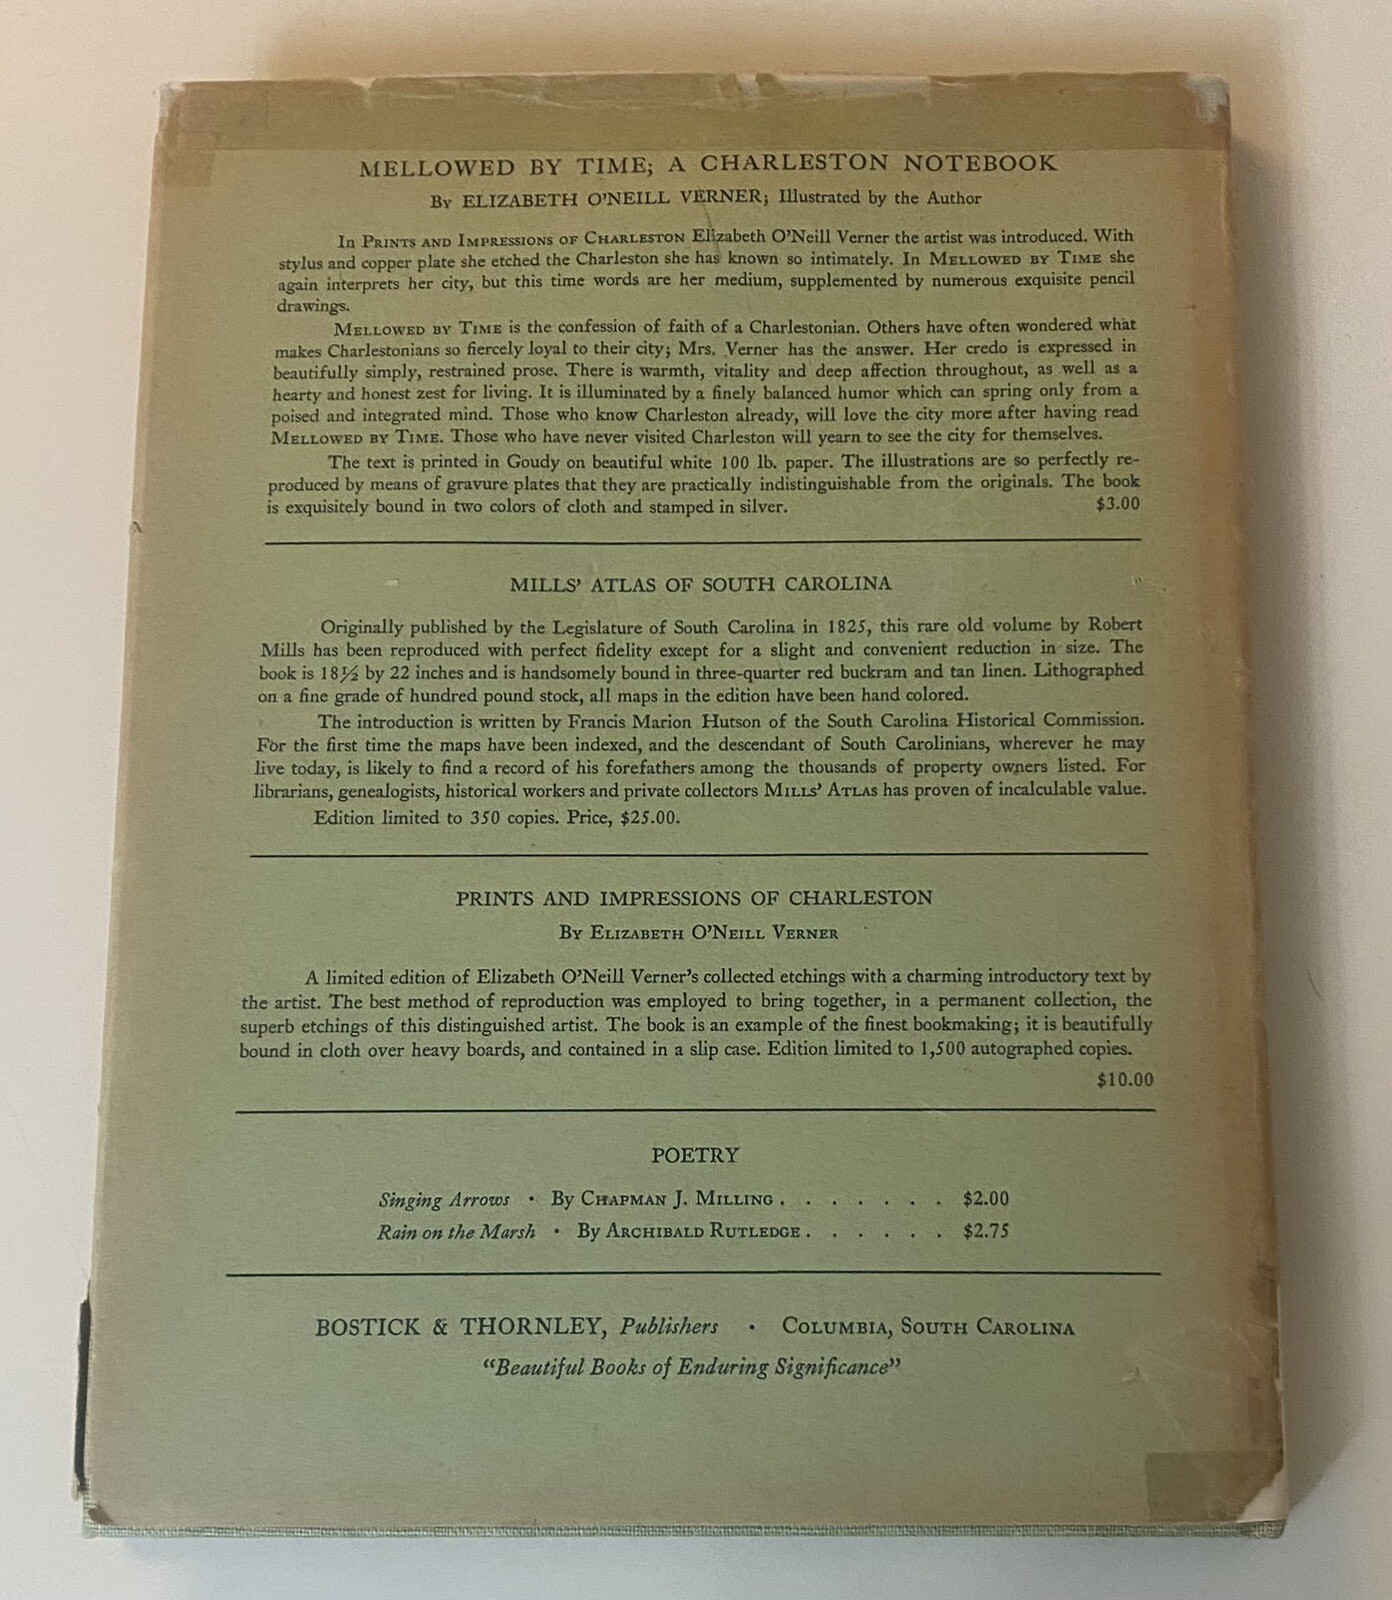 MELLOWED BY TIME; A CHARLESTON NOTEBOOK
By ELIZABETH O'NEILL VERNER; Illustrated by the Author
In Prints and Impressions of Charleston Elizabeth O'Neill Verner the artist was introduced. With
stylus and copper plate she etched the Charleston she has known so intimately. In Mellowed by Time she
again interprets her city, but this time words are her medium, supplemented by numerous exquisite pencil
drawings.
Mellowed by Time is the confession of faith of a Charlestonian. Others have often wondered what
makes Charlestonians so fiercely loyal to their city; Mrs. Verner has the answer. Her credo is expressed in
beautifully simply, restrained prose. There is warmth, vitality and deep affection throughout, as well as a
hearty and honest zest for living. It is illuminated by a finely balanced humor which can spring only from a
poised and integrated mind. Those who know Charleston already, will love the city more after having read
Mellowed by Time. Those who have never visited Charleston will yearn to see the city for themselves.
The text is printed in Goudy on beautiful white 100 lb. paper. The illustrations are so perfectly re-
produced by means of gravure plates that they are practically indistinguishable from the originals. The book
is exquisitely bound in two colors of cloth and stamped in silver. $3.00
MILLS' ATLAS OF SOUTH CAROLINA
Originally published by the Legislature of South Carolina in 1825, this rare old volume by Robert
Mills has been reproduced with perfect fidelity except for a slight and convenient reduction in size. The
book is 18½ by 22 inches and is handsomely bound in three-quarter red buckram and tan linen. Lithographed
on a fine grade of hundred pound stock, all maps in the edition have been hand colored.
The introduction is written by Francis Marion Hutson of the South Carolina Historical Commission.
For the first time the maps have been indexed, and the descendant of South Carolinians, wherever he may
live today, is likely to find a record of his forefathers among the thousands of property owners listed. For
librarians, genealogists, historical workers and private collectors Mills' Atlas has proven of incalculable value.
Edition limited to 350 copies. Price, $25.00.
PRINTS AND IMPRESSIONS OF CHARLESTON
By Elizabeth O'Neill Verner
A limited edition of Elizabeth O'Neill Verner's collected etchings with a charming introductory text by
the artist. The best method of reproduction was employed to bring together, in a permanent collection, the
superb etchings of this distinguished artist. The book is an example of the finest bookmaking; it is beautifully
bound in cloth over heavy boards, and contained in a slip case. Edition limited to 1,500 autographed copies.
$10.00
POETRY
Singing Arrows • By Chapman J. Milling . . . . . . . $2.00
Rain on the Marsh • By Archibald Rutledge . . . . . . $2.75
BOSTICK & THORNLEY, Publishers • Columbia, South Carolina
"Beautiful Books of Enduring Significance"